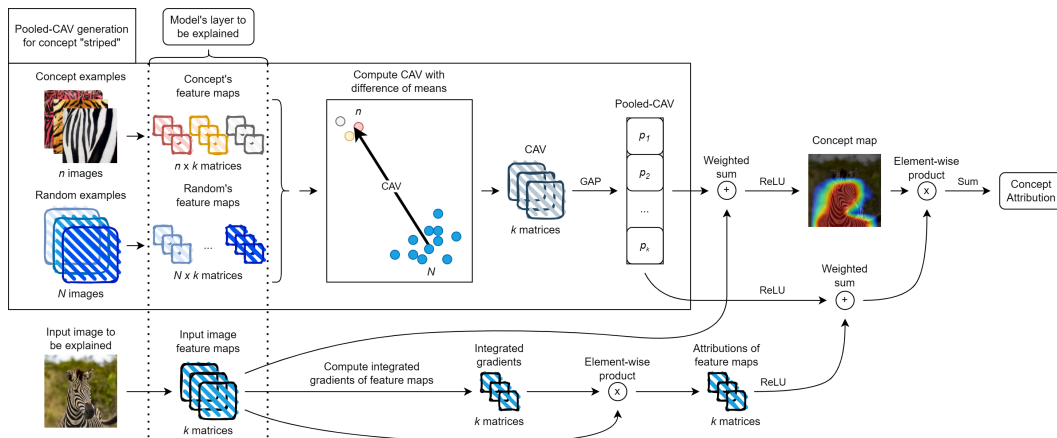 Pooled-CAV generation
for concept "striped"
Model's layer to
be explained
Concept examples
n images
Random examples
N images
Concept's
feature maps
n x k matrices
Random's
feature maps
...
N x k matrices
Compute CAV with
difference of means
n
CAV
N
CAV
k matrices
GAP
Pooled-CAV
p1
p2
...
pk
Weighted
sum
+
ReLU
Concept map
Element-wise
product
x
Sum
Concept
Attribution
ReLU
Weighted
sum
+
Input image to
be explained
Input image
feature maps
k matrices
Compute integrated
gradients of feature maps
Integrated
gradients
k matrices
Element-wise
product
x
Attributions of
feature maps
k matrices
ReLU